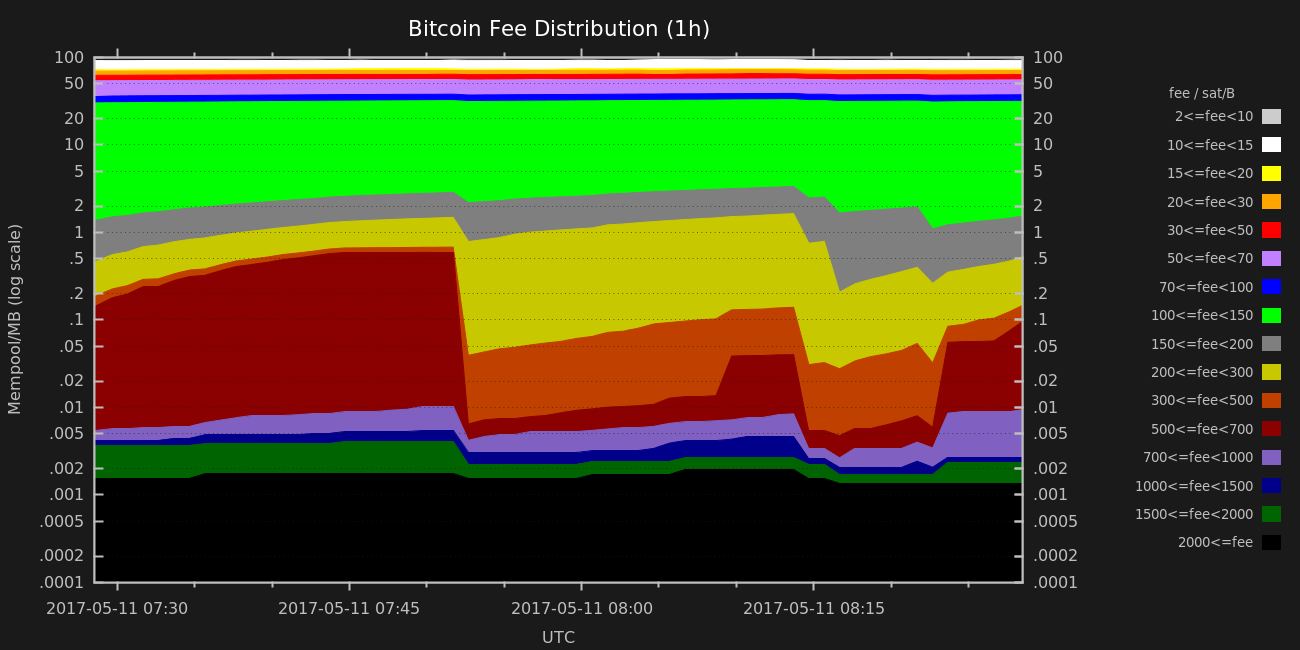 Bitcoin Fee Distribution (1h)
Mempool/MB (log scale)
100
50
20
10
5
2
1
.5
.2
.1
.05
.02
.01
.005
.002
.001
.0005
.0002
.0001
100
50
20
10
5
2
1
.5
.2
.1
.05
.02
.01
.005
.002
.001
.0005
.0002
.0001
2017-05-11 07:30
2017-05-11 07:45
2017-05-11 08:00
2017-05-11 08:15
UTC
fee / sat/B
2<=fee<10
10<=fee<15
15<=fee<20
20<=fee<30
30<=fee<50
50<=fee<70
70<=fee<100
100<=fee<150
150<=fee<200
200<=fee<300
300<=fee<500
500<=fee<700
700<=fee<1000
1000<=fee<1500
1500<=fee<2000
2000<=fee